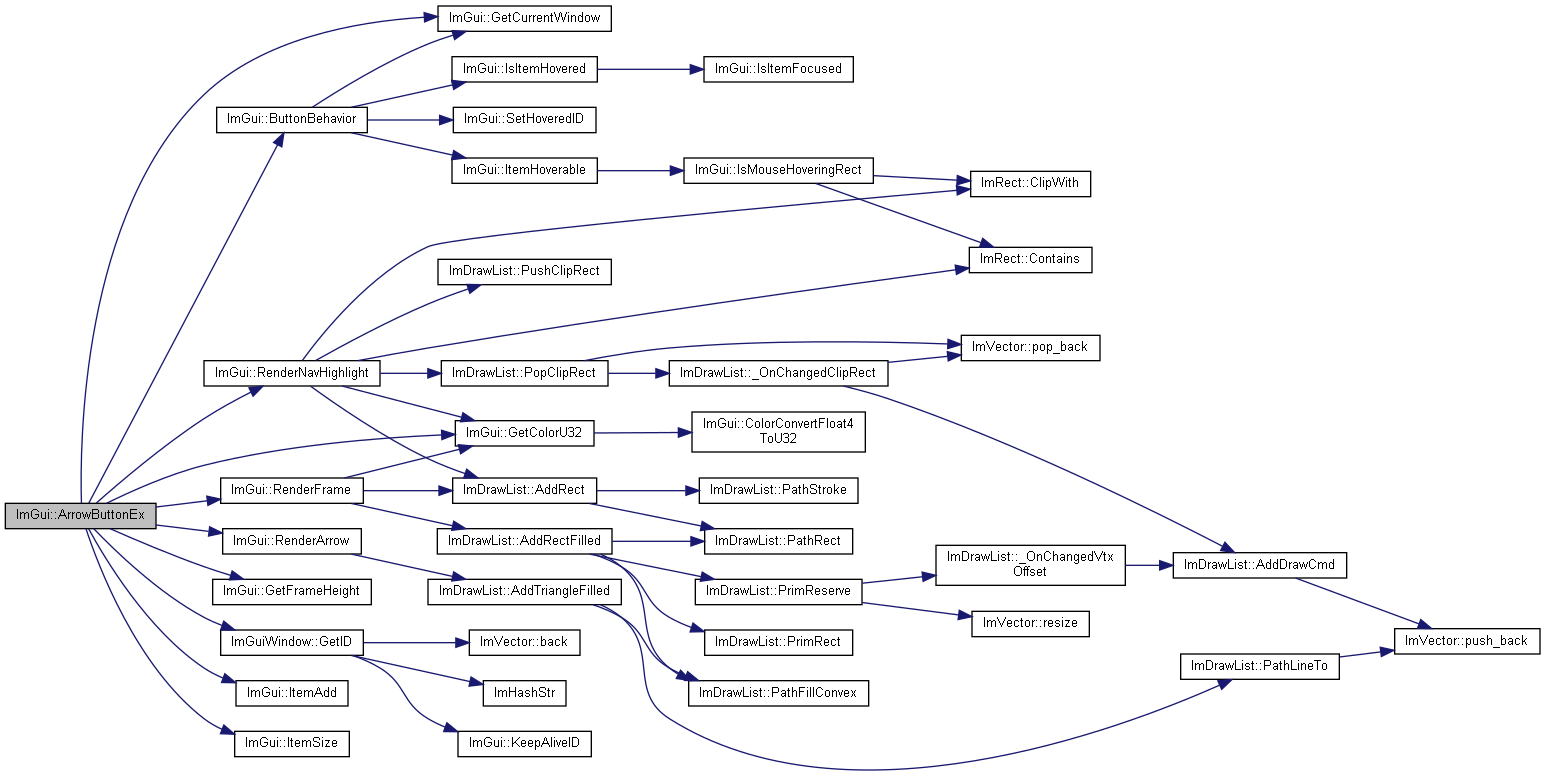 ImGui::GetCurrentWindow
ImGui::IsItemHovered
ImGui::IsItemFocused
ImGui::ButtonBehavior
ImGui::SetHoveredID
ImGui::ItemHoverable
ImGui::IsMouseHoveringRect
ImRect::ClipWith
ImRect::Contains
ImDrawList::PushClipRect
ImVector::pop_back
ImGui::RenderNavHighlight
ImDrawList::PopClipRect
ImDrawList::_OnChangedClipRect
ImGui::GetColorU32
ImGui::ColorConvertFloat4
ToU32
ImGui::RenderFrame
ImDrawList::AddRect
ImDrawList::PathStroke
ImGui::ArrowButtonEx
ImGui::RenderArrow
ImDrawList::AddRectFilled
ImDrawList::PathRect
ImDrawList::_OnChangedVtx
Offset
ImDrawList::AddDrawCmd
ImGui::GetFrameHeight
ImDrawList::AddTriangleFilled
ImDrawList::PrimReserve
ImVector::resize
ImGuiWindow::GetID
ImVector::back
ImDrawList::PrimRect
ImVector::push_back
ImDrawList::PathLineTo
ImGui::ItemAdd
ImHashStr
ImDrawList::PathFillConvex
ImGui::ItemSize
ImGui::KeepAliveID